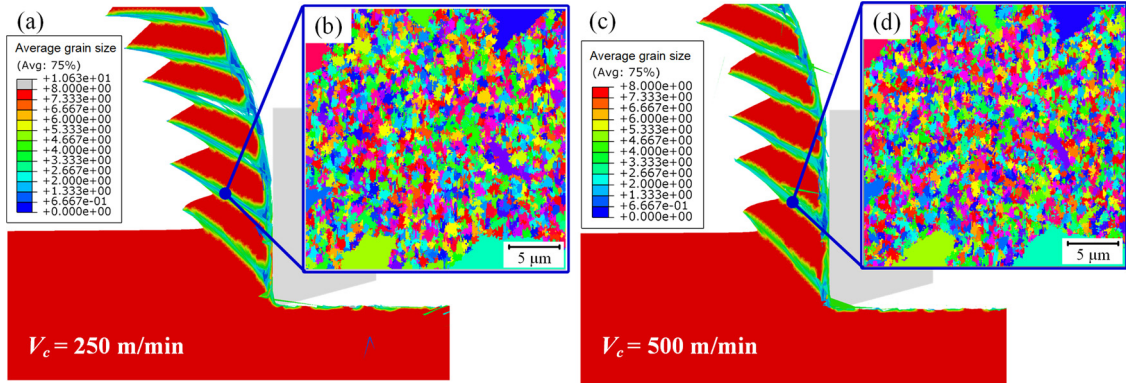 (a)
Average grain size
(Avg: 75%)
+1.063e+01
+8.000e+00
+7.333e+00
+6.667e+00
+6.000e+00
+5.333e+00
+4.667e+00
+4.000e+00
+3.333e+00
+2.667e+00
+2.000e+00
+1.333e+00
+6.667e-01
+0.000e+00
Vc = 250 m/min
(b)
5 μm
(c)
Average grain size
(Avg: 75%)
+8.000e+00
+7.333e+00
+6.667e+00
+6.000e+00
+5.333e+00
+4.667e+00
+4.000e+00
+3.333e+00
+2.667e+00
+2.000e+00
+1.333e+00
+6.667e-01
+0.000e+00
Vc = 500 m/min
(d)
5 μm